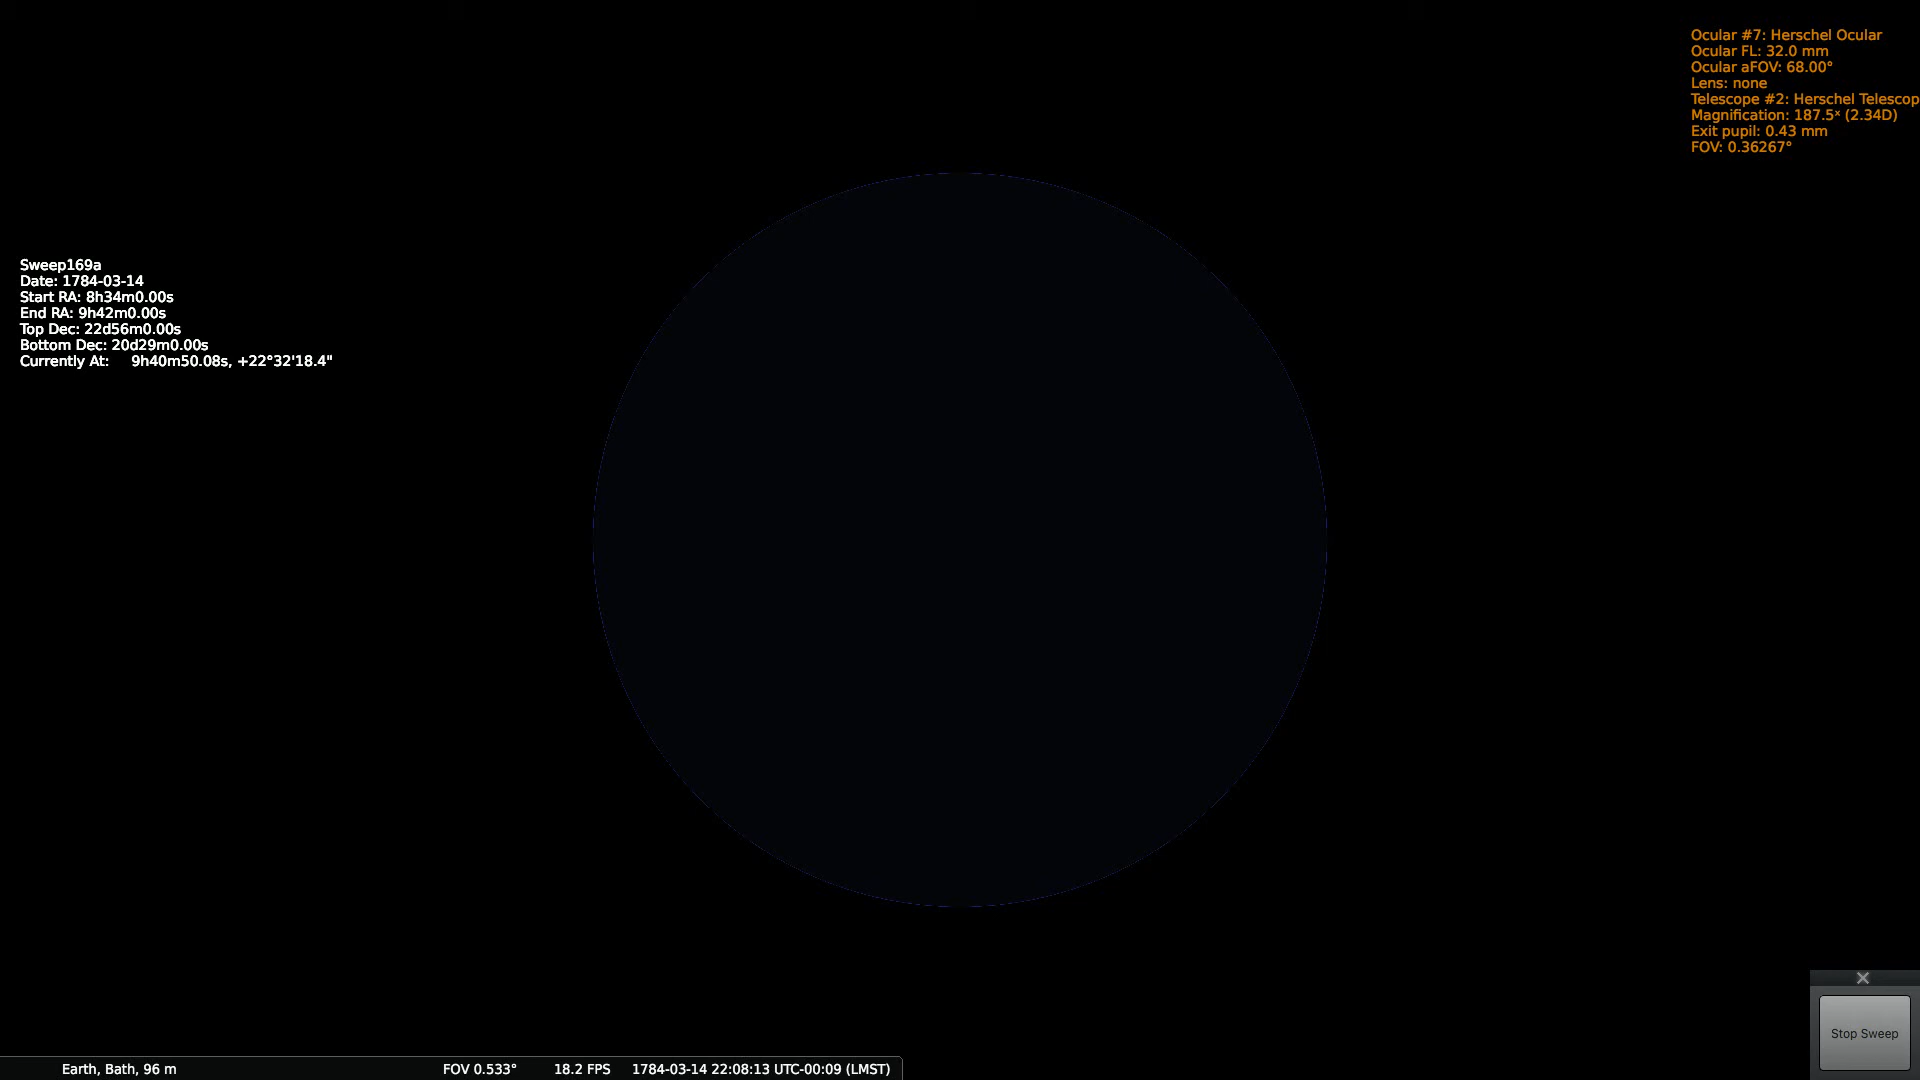 Ocular #7: Herschel Ocular
Ocular FL: 32.0 mm
Ocular aFOV: 68.00°
Lens: none
Telescope #2: Herschel Telescop
Magnification: 187.5ˣ (2.34D)
Exit pupil: 0.43 mm
FOV: 0.36267°
Sweep169a
Date: 1784-03-14
Start RA: 8h34m0.00s
End RA: 9h42m0.00s
Top Dec: 22d56m0.00s
Bottom Dec: 20d29m0.00s
Currently At: 9h40m50.08s, +22°32'18.4"
Stop Sweep
Earth, Bath, 96 m FOV 0.533° 18.2 FPS 1784-03-14 22:08:13 UTC-00:09 (LMST)